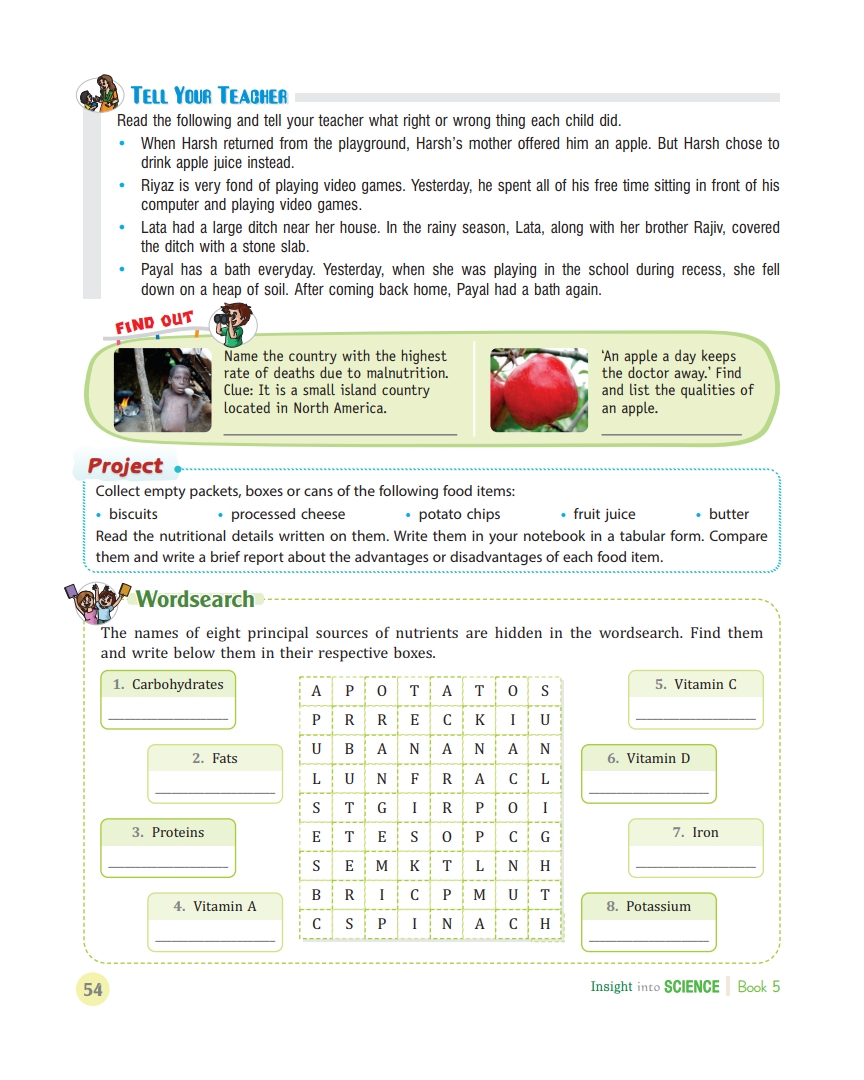 TELL YOUR TEACHER
Read the following and tell your teacher what right or wrong thing each child did.
• When Harsh returned from the playground, Harsh's mother offered him an apple. But Harsh chose to
drink apple juice instead.
• Riyaz is very fond of playing video games. Yesterday, he spent all of his free time sitting in front of his
computer and playing video games.
• Lata had a large ditch near her house. In the rainy season, Lata, along with her brother Rajiv, covered
the ditch with a stone slab.
• Payal has a bath everyday. Yesterday, when she was playing in the school during recess, she fell
down on a heap of soil. After coming back home, Payal had a bath again.
FIND OUT
Name the country with the highest
rate of deaths due to malnutrition.
Clue: It is a small island country
located in North America.
'An apple a day keeps
the doctor away.' Find
and list the qualities of
an apple.
Project
Collect empty packets, boxes or cans of the following food items:
• biscuits • processed cheese • potato chips • fruit juice • butter
Read the nutritional details written on them. Write them in your notebook in a tabular form. Compare
them and write a brief report about the advantages or disadvantages of each food item.
Wordsearch
The names of eight principal sources of nutrients are hidden in the wordsearch. Find them
and write below them in their respective boxes.
1. Carbohydrates
2. Fats
3. Proteins
4. Vitamin A
A P O T A T O S
P R R E C K I U
U B A N A N A N
L U N F R A C L
S T G I R P O I
E T E S O P C G
S E M K T L N H
B R I C P M U T
C S P I N A C H
5. Vitamin C
6. Vitamin D
7. Iron
8. Potassium
54
Insight into SCIENCE Book 5